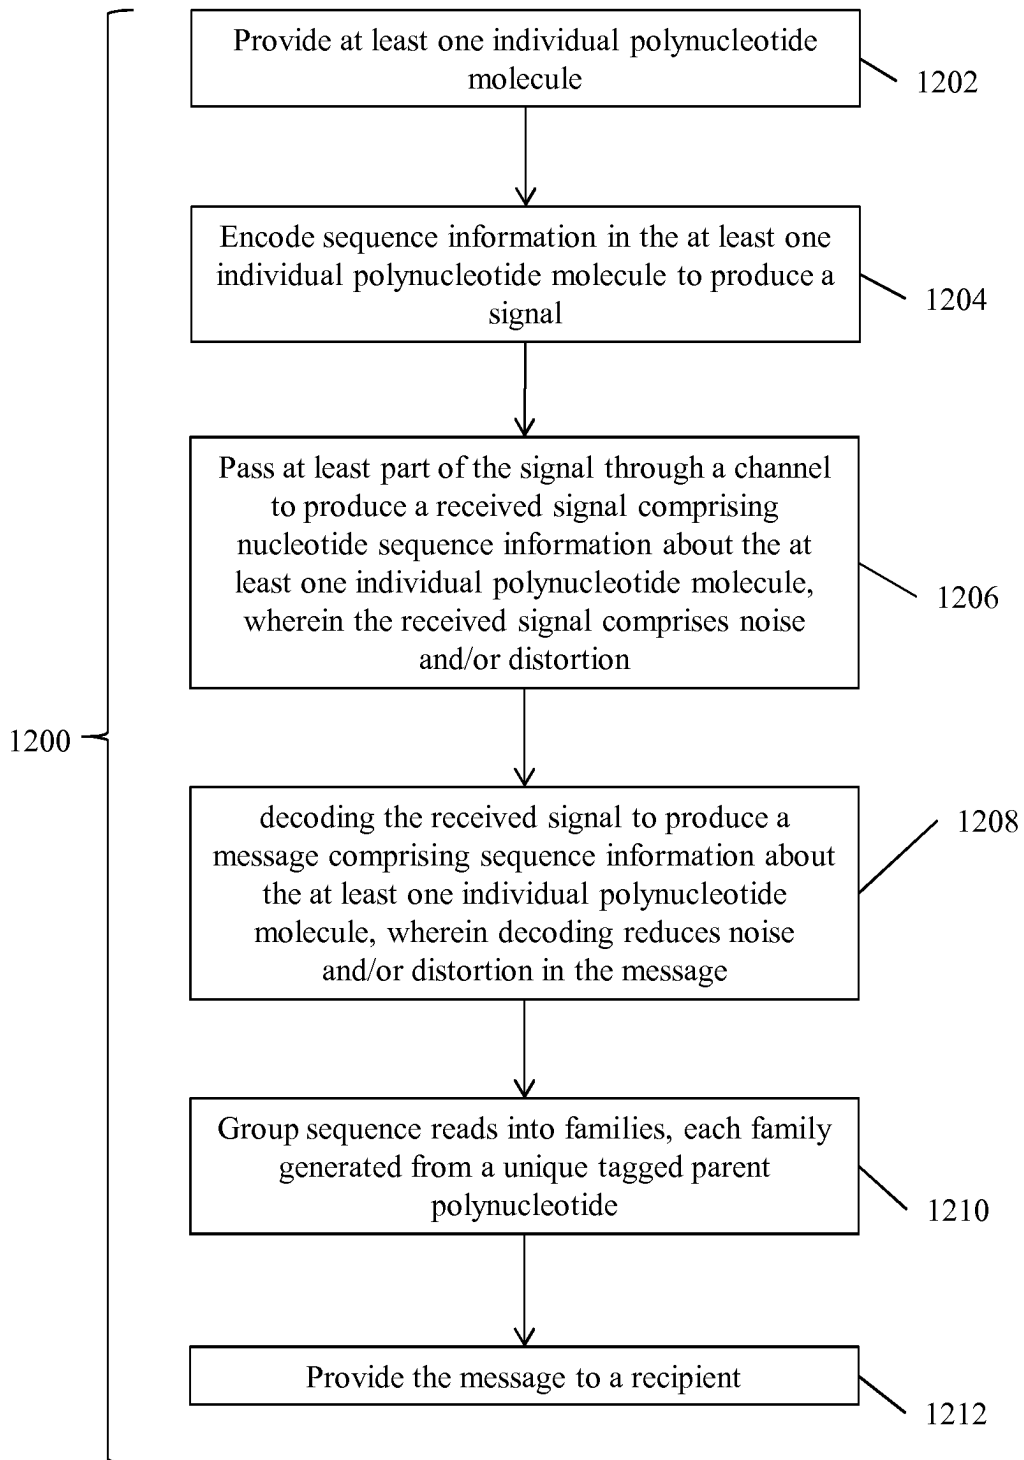 Provide at least one individual polynucleotide
molecule
1202
Encode sequence information in the at least one
individual polynucleotide molecule to produce a
signal
1204
Pass at least part of the signal through a channel
to produce a received signal comprising
nucleotide sequence information about the at
least one individual polynucleotide molecule,
wherein the received signal comprises noise
and/or distortion
1206
1200
decoding the received signal to produce a
message comprising sequence information about
the at least one individual polynucleotide
molecule, wherein decoding reduces noise
and/or distortion in the message
1208
Group sequence reads into families, each family
generated from a unique tagged parent
polynucleotide
1210
Provide the message to a recipient
1212